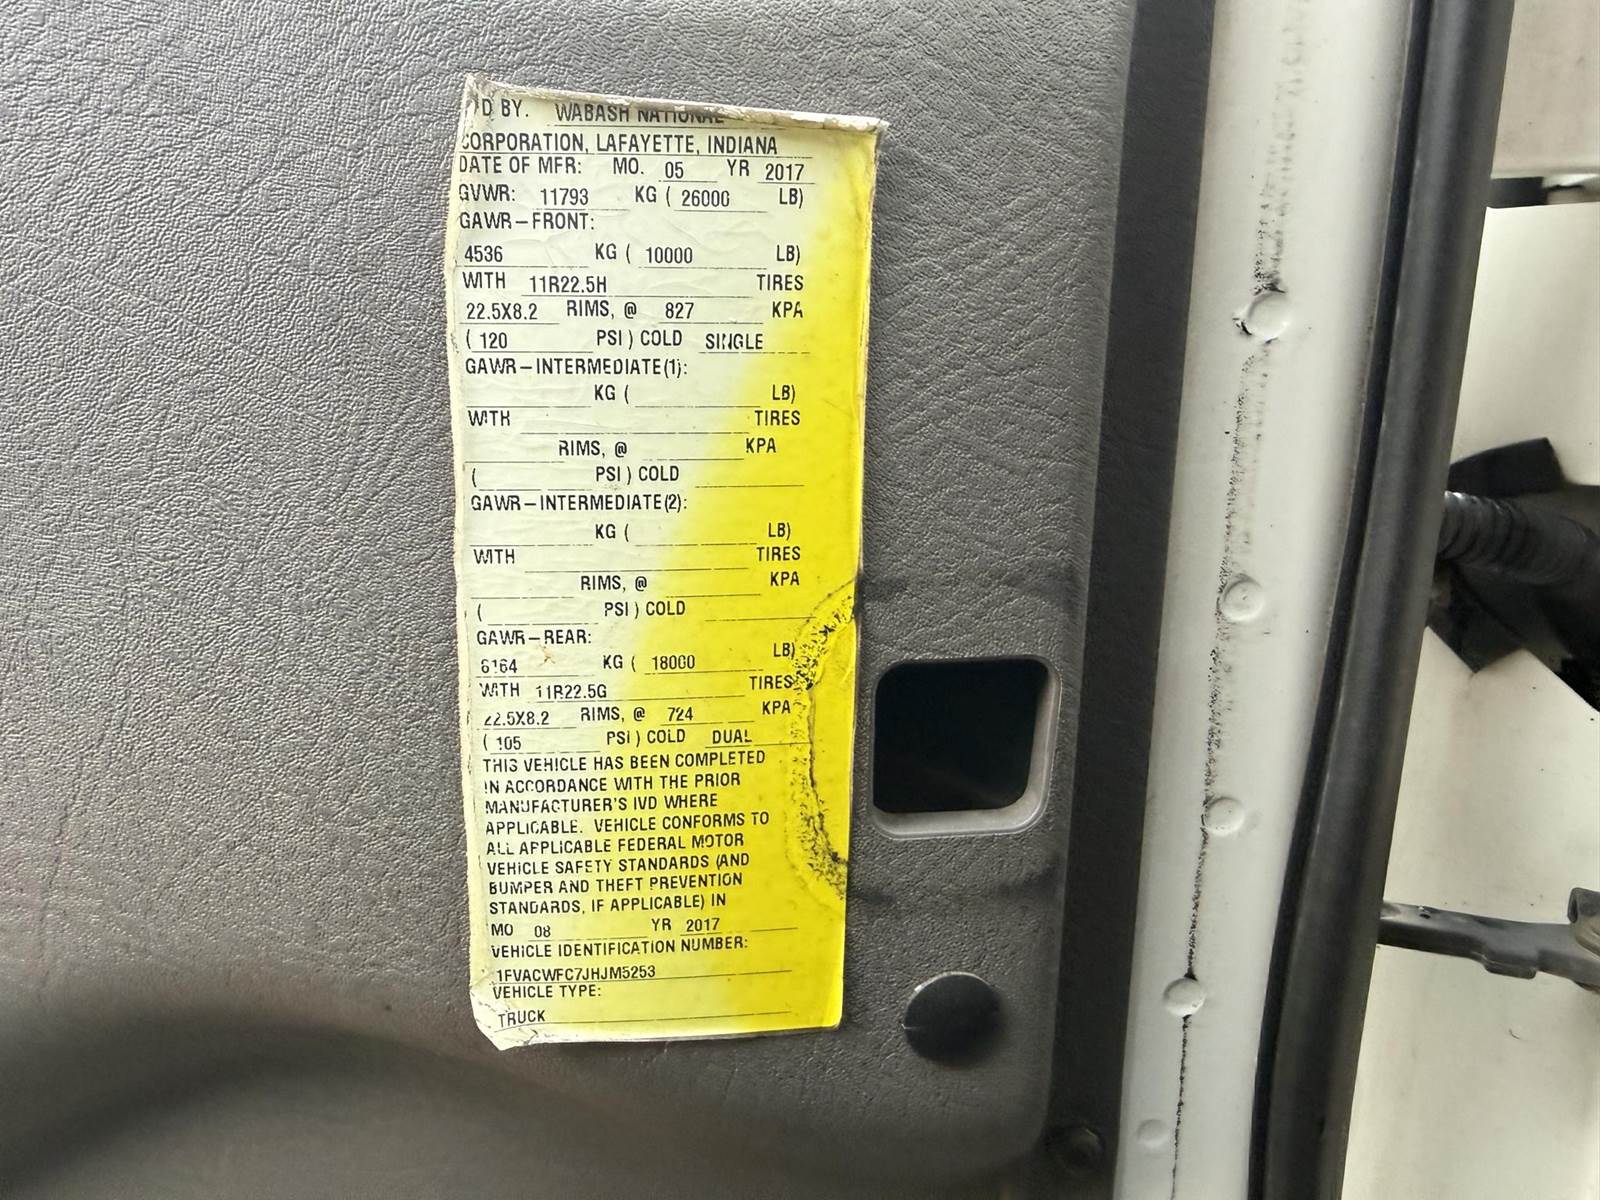 'D BY. WABASH NATIONAL
CORPORATION, LAFAYETTE, INDIANA
DATE OF MFR: MO. 05 YR 2017
GVWR: 11793 KG ( 26000 LB)
GAWR-FRONT:
4536 KG ( 10000 LB)
WITH 11R22.5H TIRES
22.5X8.2 RIMS, @ 827 KPA
( 120 PSI ) COLD SINGLE
GAWR-INTERMEDIATE(1):
KG ( LB)
WITH TIRES
RIMS, @ KPA
( PSI ) COLD
GAWR-INTERMEDIATE(2):
KG ( LB)
WITH TIRES
RIMS, @ KPA
( PSI ) COLD
GAWR-REAR:
8164 KG ( 18000 LB)
WITH 11R22.5G TIRES
22.5X8.2 RIMS, @ 724 KPA
( 105 PSI ) COLD DUAL
THIS VEHICLE HAS BEEN COMPLETED
IN ACCORDANCE WITH THE PRIOR
MANUFACTURER'S IVD WHERE
APPLICABLE. VEHICLE CONFORMS TO
ALL APPLICABLE FEDERAL MOTOR
VEHICLE SAFETY STANDARDS (AND
BUMPER AND THEFT PREVENTION
STANDARDS, IF APPLICABLE) IN
MO 08 YR 2017
VEHICLE IDENTIFICATION NUMBER:
1FVACWFC7JHJM5253
VEHICLE TYPE:
TRUCK